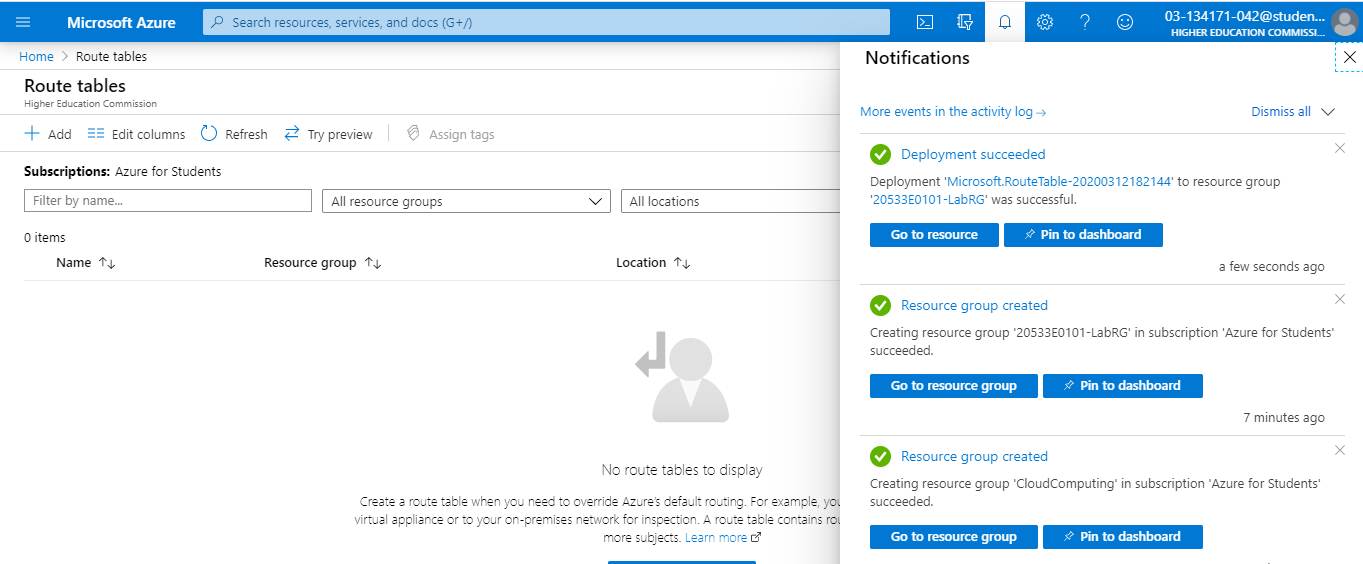 Microsoft Azure
Search resources, services, and docs (G+/)
03-134171-042@studen...
HIGHER EDUCATION COMMISSI...
Home > Route tables
Route tables
Higher Education Commission
Add Edit columns Refresh Try preview Assign tags
Subscriptions: Azure for Students
Filter by name... All resource groups All locations
0 items
Name Resource group Location
No route tables to display
Create a route table when you need to override Azure's default routing. For example, you
virtual appliance or to your on-premises network for inspection. A route table contains rou
more subjects. Learn more
Notifications
More events in the activity log →
Dismiss all
Deployment succeeded
Deployment 'Microsoft.RouteTable-20200312182144' to resource group
'20533E0101-LabRG' was successful.
Go to resource Pin to dashboard
a few seconds ago
Resource group created
Creating resource group '20533E0101-LabRG' in subscription 'Azure for Students'
succeeded.
Go to resource group Pin to dashboard
7 minutes ago
Resource group created
Creating resource group 'CloudComputing' in subscription 'Azure for Students'
succeeded.
Go to resource group Pin to dashboard